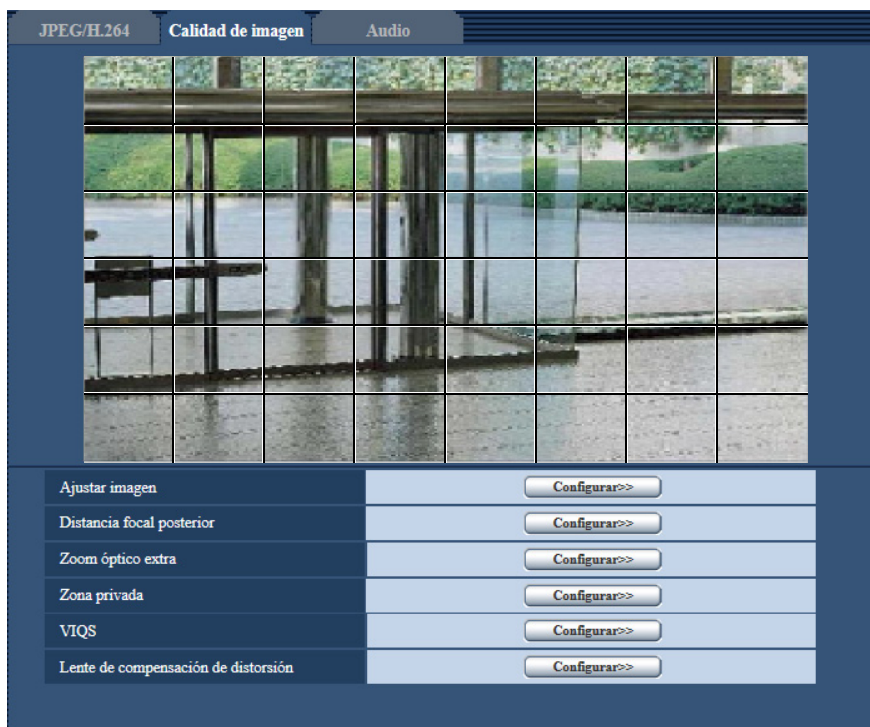 JPEG/H.264 Calidad de imagen Audio
Ajustar imagen Configurar>>
Distancia focal posterior Configurar>>
Zoom óptico extra Configurar>>
Zona privada Configurar>>
VIQS Configurar>>
Lente de compensación de distorsión Configurar>>